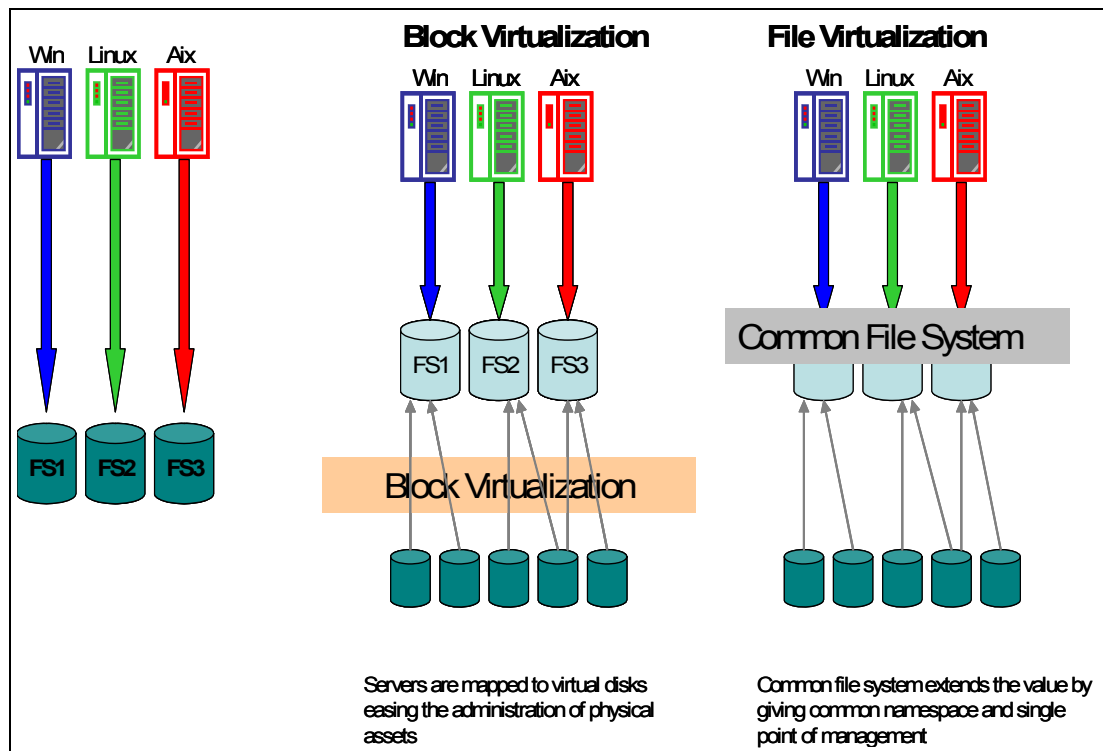 Block Virtualization
File Virtualization
Win Linux Aix
Win Linux Aix
Win Linux Aix
FS1 FS2 FS3
Common File System
FS1 FS2 FS3
Block Virtualization
Servers are mapped to virtual disks
easing the administration of physical
assets
Common file system extends the value by
giving common namespace and single
point of management